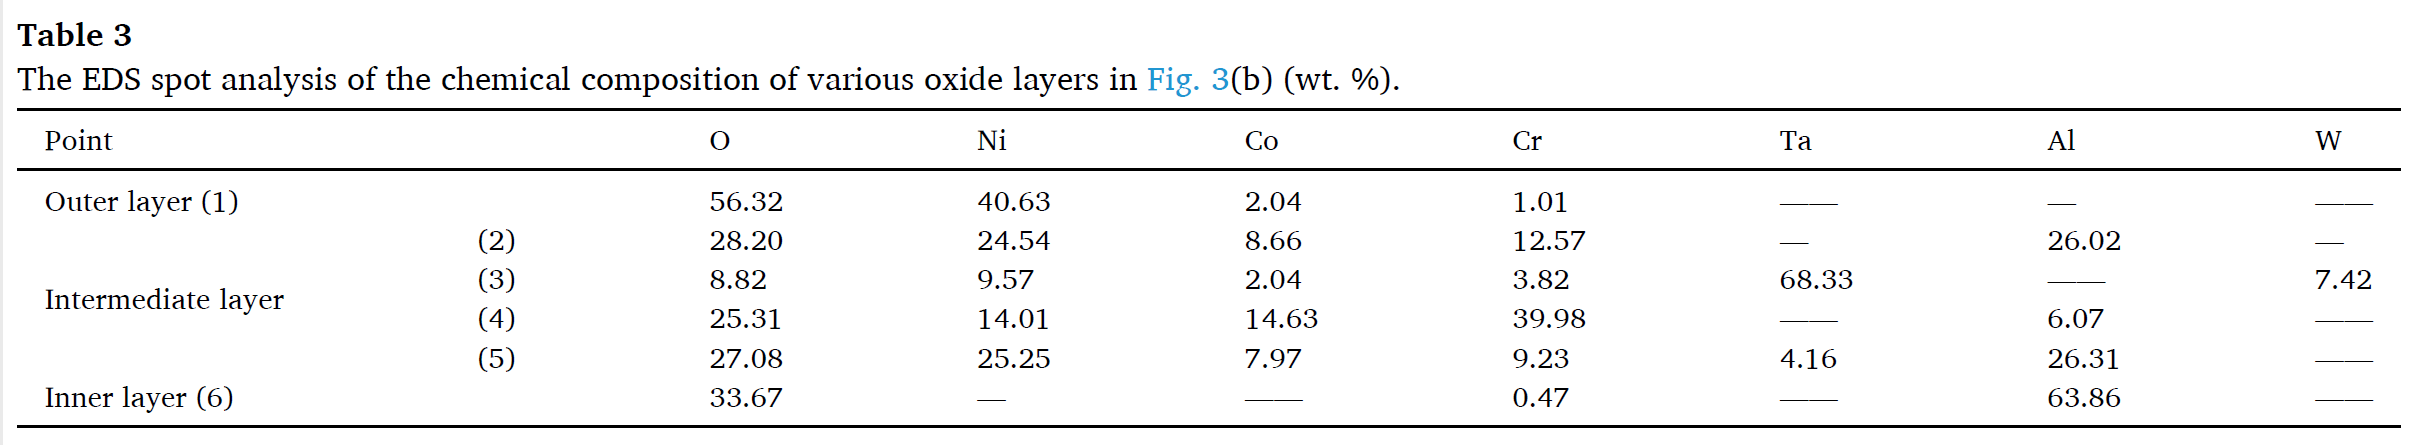 Table 3
The EDS spot analysis of the chemical composition of various oxide layers in Fig. 3(b) (wt. %).
Point O Ni Co Cr Ta Al W
Outer layer (1) 56.32 40.63 2.04 1.01 —— — ——
(2) 28.20 24.54 8.66 12.57 — 26.02 —
Intermediate layer (3) 8.82 9.57 2.04 3.82 68.33 —— 7.42
(4) 25.31 14.01 14.63 39.98 —— 6.07 ——
(5) 27.08 25.25 7.97 9.23 4.16 26.31 ——
Inner layer (6) 33.67 — —— 0.47 —— 63.86 ——